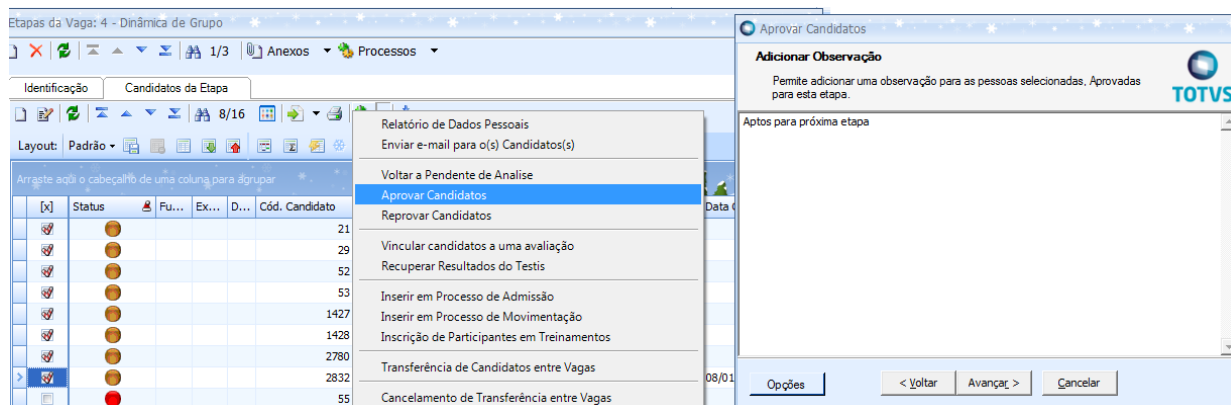 Etapas da Vaga: 4 - Dinâmica de Grupo
1/3 Anexos Processos
Identificação Candidatos da Etapa
8/16
Layout: Padrão
Arraste aqui o cabeçalho de uma coluna para agrupar
[x] Status Fu... Ex... D... Cód. Candidato
21
29
52
53
1427
1428
2780
2832
55
Relatório de Dados Pessoais
Enviar e-mail para o(s) Candidatos(s)
Voltar a Pendente de Analise
Aprovar Candidatos
Reprovar Candidatos
Vincular candidatos a uma avaliação
Recuperar Resultados do Testis
Inserir em Processo de Admissão
Inserir em Processo de Movimentação
Inscrição de Participantes em Treinamentos
Transferência de Candidatos entre Vagas
Cancelamento de Transferência entre Vagas
Data
08/01
Aprovar Candidatos
Adicionar Observação
Permite adicionar uma observação para as pessoas selecionadas, Aprovadas
para esta etapa.
TOTVS
Aptos para próxima etapa
Opções < Voltar Avançar > Cancelar